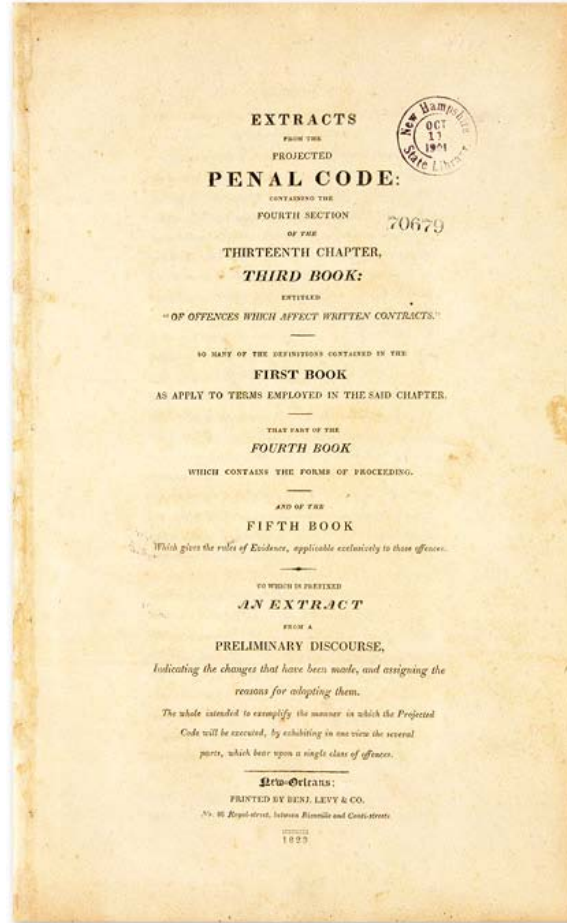 EXTRACTS
FROM THE
PROJECTED
PENAL CODE:
CONTAINING THE
FOURTH SECTION
OF THE
THIRTEENTH CHAPTER,
THIRD BOOK:
ENTITLED
"OF OFFENCES WHICH AFFECT WRITTEN CONTRACTS."
SO MANY OF THE DEFINITIONS CONTAINED IN THE
FIRST BOOK
AS APPLY TO TERMS EMPLOYED IN THE SAID CHAPTER.
THAT PART OF THE
FOURTH BOOK
WHICH CONTAINS THE FORMS OF PROCEEDING.
AND OF THE
FIFTH BOOK
Which gives the rules of Evidence, applicable exclusively to those offences.
TO WHICH IS PREFIXED
AN EXTRACT
FROM A
PRELIMINARY DISCOURSE,
Indicating the changes that have been made, and assigning the
reasons for adopting them.
The whole intended to exemplify the manner in which the Projected
Code will be executed, by exhibiting in one view the several
parts, which bear upon a single class of offences.
New-Orleans:
PRINTED BY BENJ. LEVY & CO.
Royal-street, between Bienville and Conti-streets
New Hampshire
OCT
State Library
70679